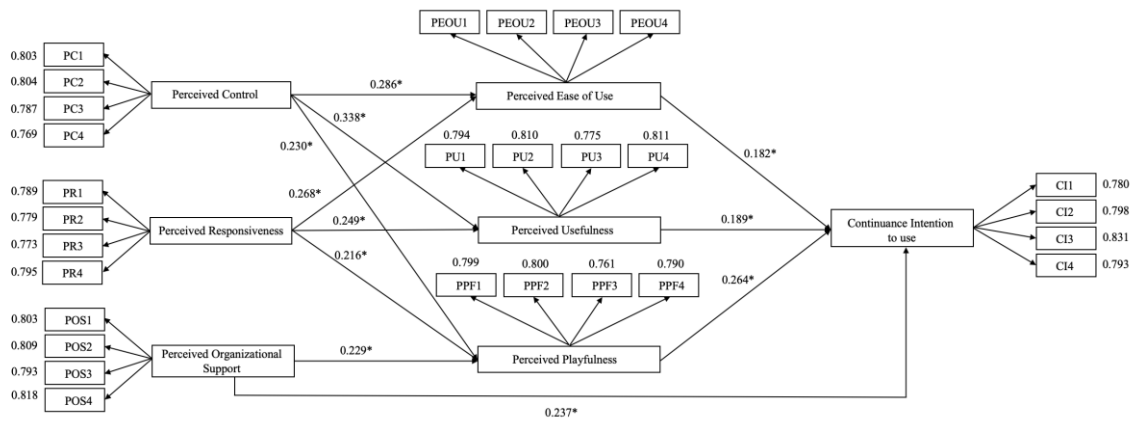 PEOU1 PEOU2 PEOU3 PEOU4
0.803 PC1
0.804 PC2
0.787 PC3
0.769 PC4
Perceived Control
0.286*
0.338*
0.230*
Perceived Ease of Use
0.182*
0.794 0.810 0.775 0.811
PU1 PU2 PU3 PU4
0.789 PR1
0.779 PR2
0.773 PR3
0.795 PR4
Perceived Responsiveness
0.268*
0.249*
0.216*
Perceived Usefulness
0.189*
Continuance Intention
to use
CI1 0.780
CI2 0.798
CI3 0.831
CI4 0.793
0.799 0.800 0.761 0.790
PPF1 PPF2 PPF3 PPF4
0.264*
0.803 POS1
0.809 POS2
0.793 POS3
0.818 POS4
Perceived Organizational
Support
0.229*
Perceived Playfulness
0.237*